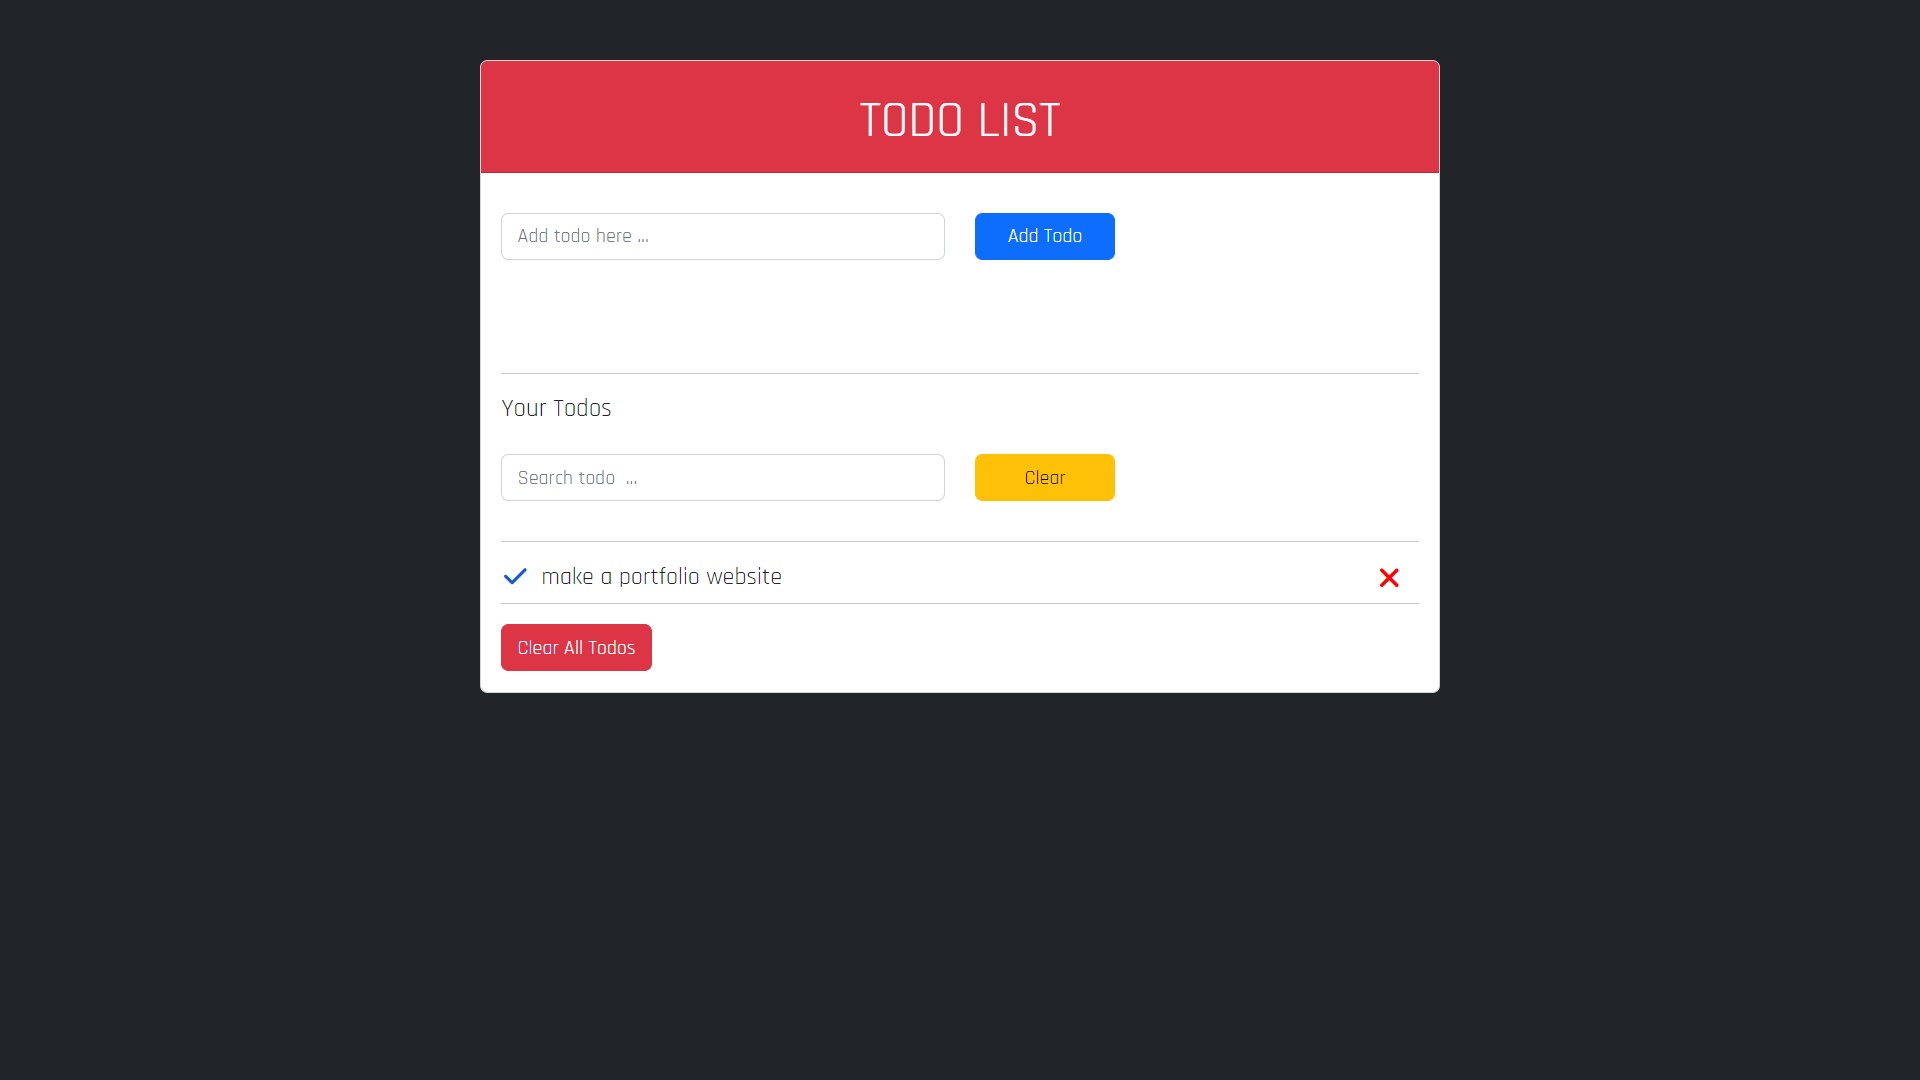 TODO LIST
Add todo here ...
Add Todo
Your Todos
Search todo  ...
Clear
make a portfolio website
Clear All Todos